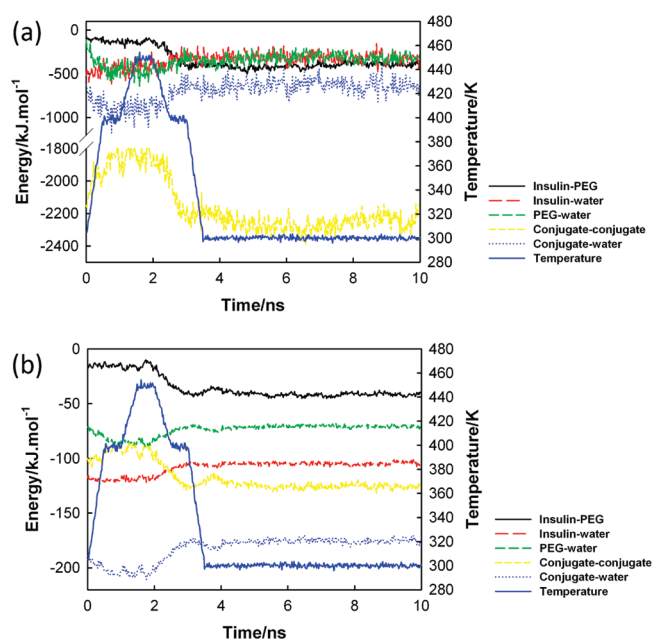 (a)
Energy/kJ.mol-1
0
-500
-1000
-1800
-2000
-2200
-2400
0
2
4
6
8
10
Time/ns
480
460
440
420
400
380
360
340
320
300
280
Temperature/K
Insulin-PEG
Insulin-water
PEG-water
Conjugate-conjugate
Conjugate-water
Temperature
(b)
Energy/kJ.mol-1
0
-50
-100
-150
-200
0
2
4
6
8
10
Time/ns
480
460
440
420
400
380
360
340
320
300
280
Temperature/K
Insulin-PEG
Insulin-water
PEG-water
Conjugate-conjugate
Conjugate-water
Temperature